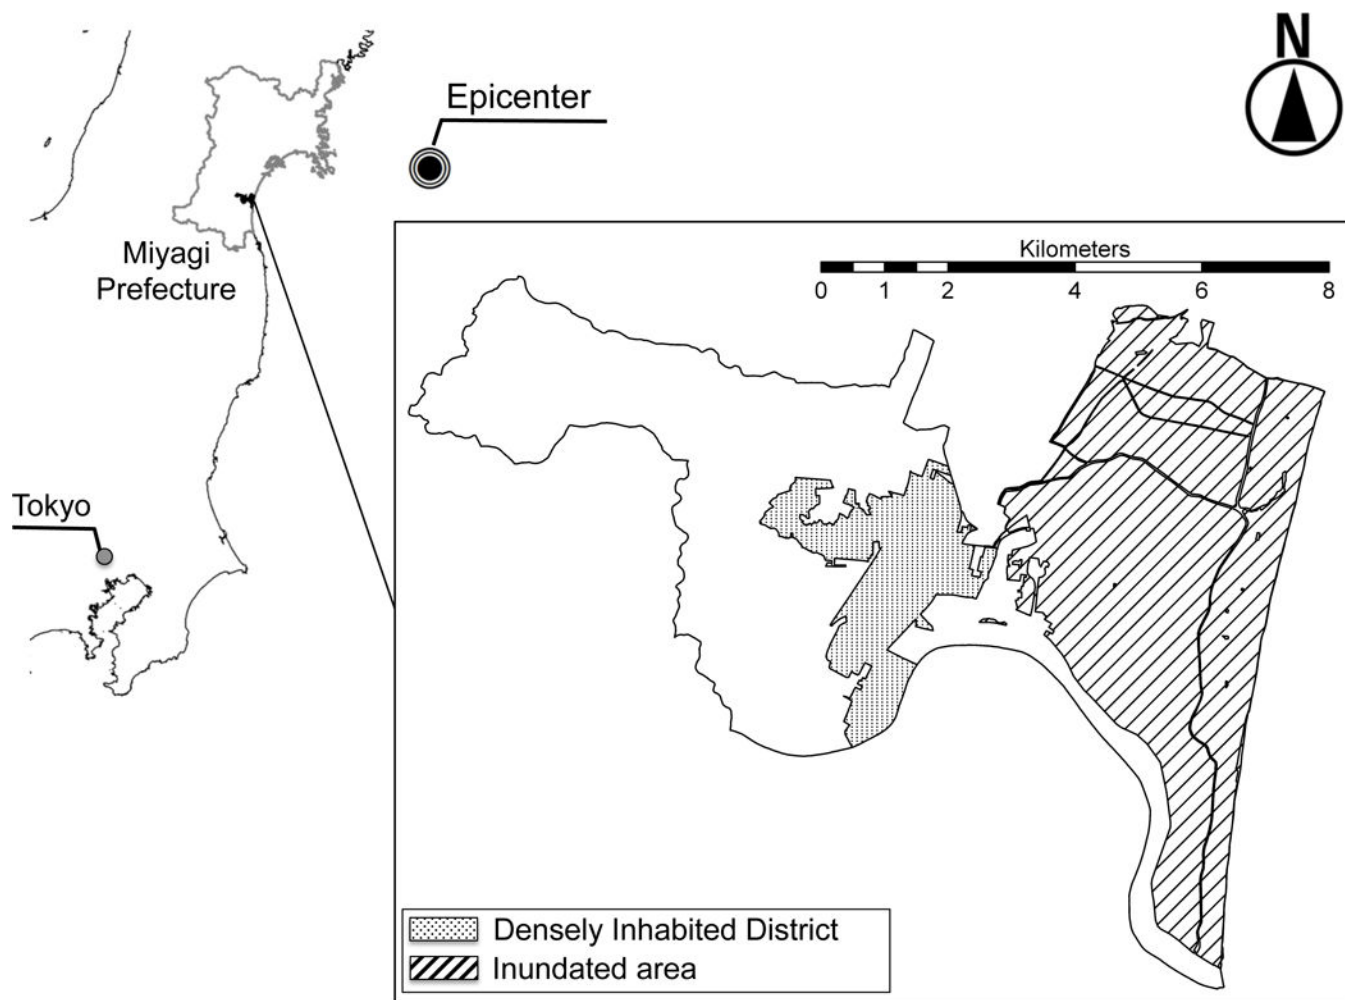 N
Epicenter
Miyagi
Prefecture
Kilometers
0 1 2 4 6 8
Tokyo
Densely Inhabited District
Inundated area